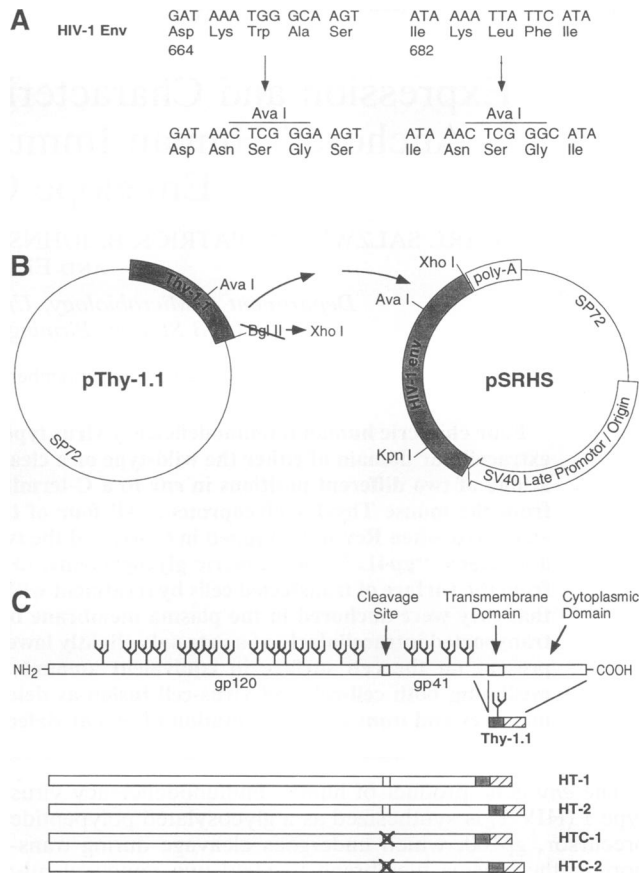 A
HIV-1 Env
GAT AAA TGG GCA AGT
Asp Lys Trp Ala Ser
664
ATA AAA TTA TTC ATA
Ile Lys Leu Phe Ile
682
Ava I
GAT AAC TCG GGA AGT
Asp Asn Ser Gly Ser
Ava I
ATA AAC TCG GGC ATA
Ile Asn Ser Gly Ile
B
Thy-1.1
Ava I
Bgl II
Xho I
pThy-1.1
SP72
Xho I
poly-A
Ava I
SP72
HIV-1 env
pSRHS
Kpn I
SV40 Late Promotor / Origin
C
Cleavage Site
Transmembrane Domain
Cytoplasmic Domain
NH2
COOH
gp120
gp41
Thy-1.1
HT-1
HT-2
HTC-1
HTC-2